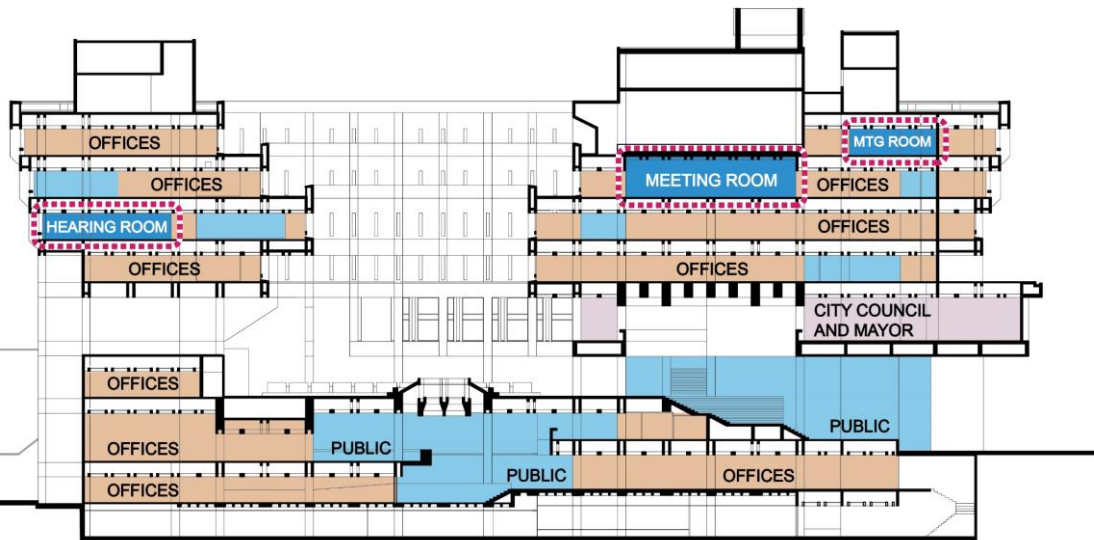 OFFICES
MTG ROOM
OFFICES
MEETING ROOM
OFFICES
HEARING ROOM
OFFICES
OFFICES
OFFICES
CITY COUNCIL
AND MAYOR
OFFICES
OFFICES
PUBLIC
PUBLIC
OFFICES
PUBLIC
OFFICES